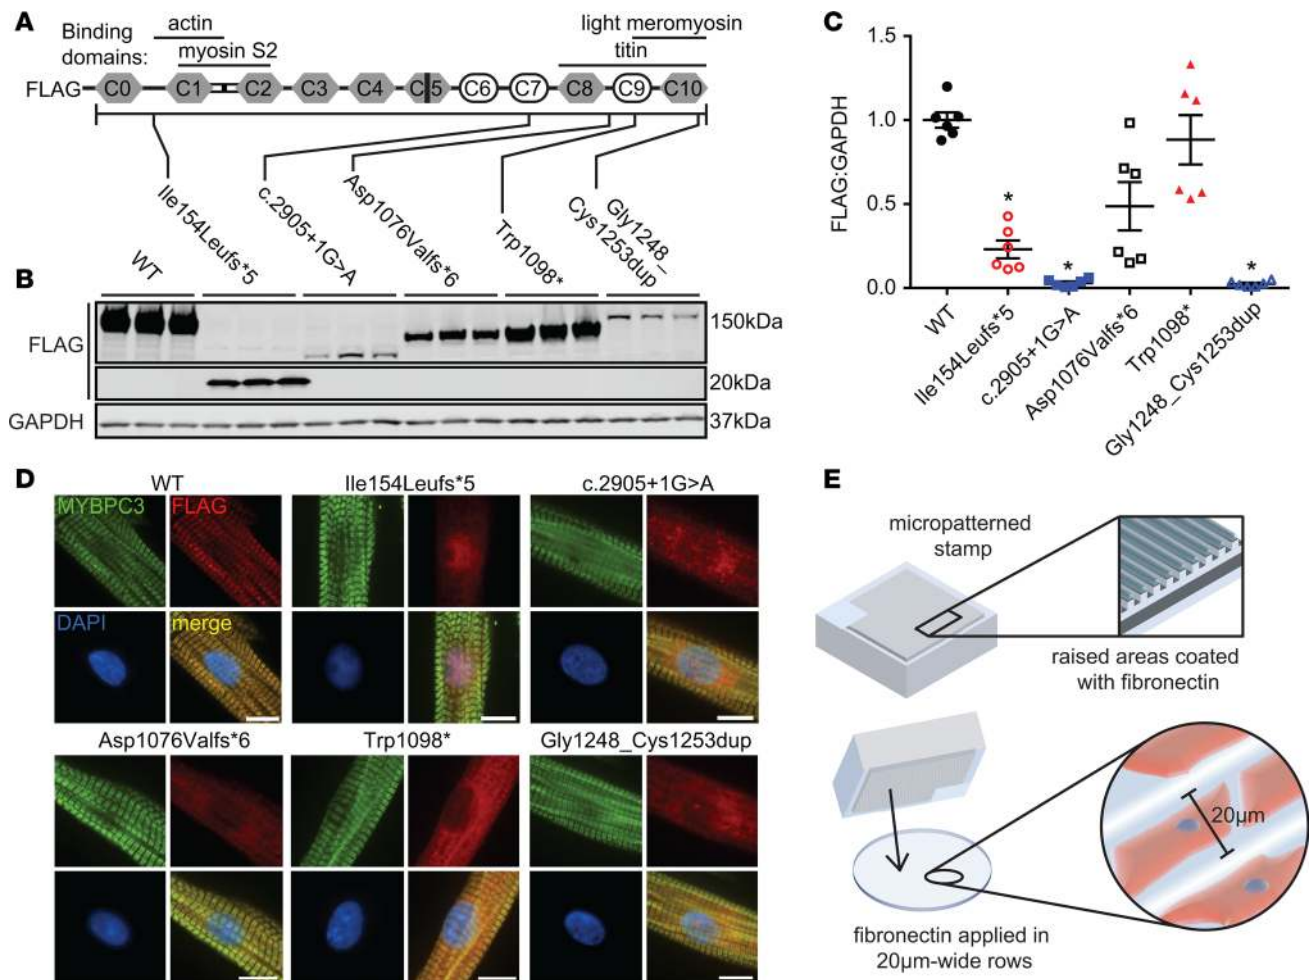 A
Binding
domains:
actin
myosin S2
light meromyosin
titin
FLAG
C0
C1
C2
C3
C4
C5
C6
C7
C8
C9
C10
Ile154Leufs*5
c.2905+1G>A
Asp1076Valfs*6
Trp1098*
Gly1248_
Cys1253dup
B
WT
FLAG
150kDa
20kDa
GAPDH
37kDa
C
FLAG:GAPDH
1.5
1.0
0.5
0.0
*
*
*
WT
Ile154Leufs*5
c.2905+1G>A
Asp1076Valfs*6
Trp1098*
Gly1248_Cys1253dup
D
WT
Ile154Leufs*5
c.2905+1G>A
MYBPC3
FLAG
DAPI
merge
Asp1076Valfs*6
Trp1098*
Gly1248_Cys1253dup
E
micropatterned
stamp
raised areas coated
with fibronectin
20µm
fibronectin applied in
20µm-wide rows